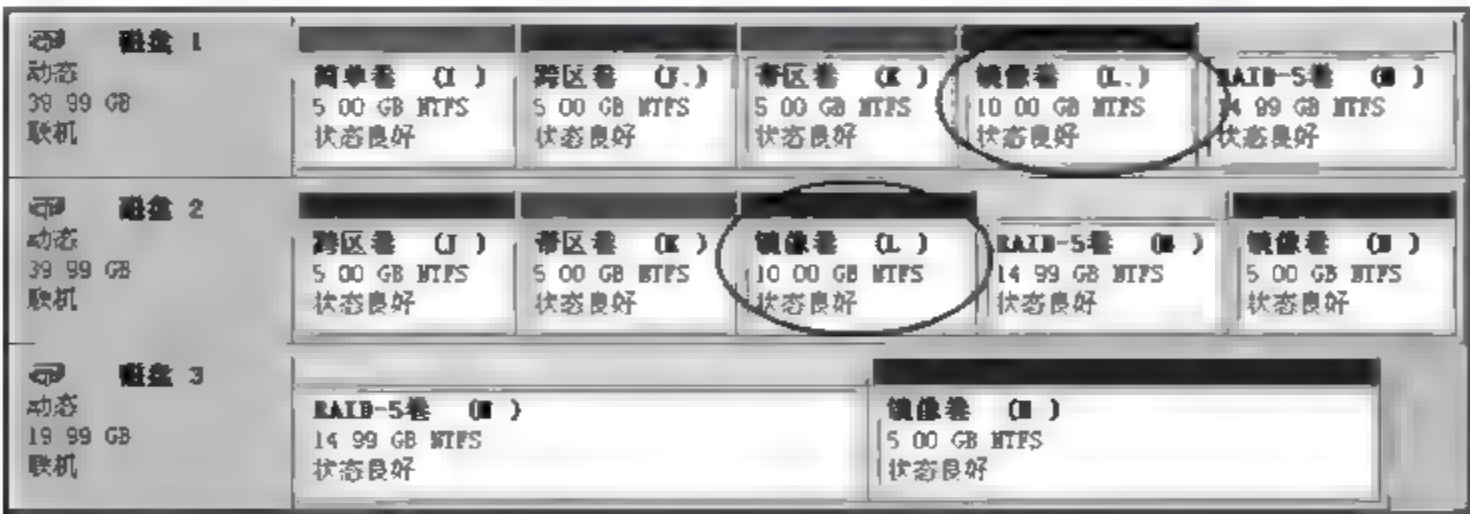 磁盘 1
动态
39 99 GB
联机
简单卷 (I )
5 00 GB NTFS
状态良好
跨区卷 (J.)
5 00 GB NTFS
状态良好
带区卷 (K )
5 00 GB NTFS
状态良好
镜像卷 (L.)
10 00 GB NTFS
状态良好
RAID-5卷 (M )
14 99 GB NTFS
状态良好
磁盘 2
动态
39 99 GB
联机
跨区卷 (J )
5 00 GB NTFS
状态良好
带区卷 (K )
5 00 GB NTFS
状态良好
镜像卷 (L )
10 00 GB NTFS
状态良好
RAID-5卷 (M )
14 99 GB NTFS
状态良好
镜像卷 (N )
5 00 GB NTFS
状态良好
磁盘 3
动态
19 99 GB
联机
RAID-5卷 (M )
14 99 GB NTFS
状态良好
镜像卷 (N )
5 00 GB NTFS
状态良好